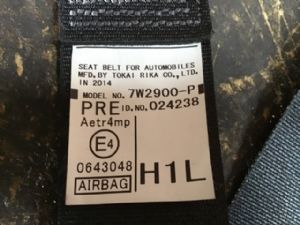 SEAT BELT FOR AUTOMOBILES
MFD.BY TOKAI RIKA CO.,LTD.
IN 2014
MODEL NO. 7W2900-P
PRE ID.NO.024238
Aetr4mp
E4
0643048
AIRBAG
H1L